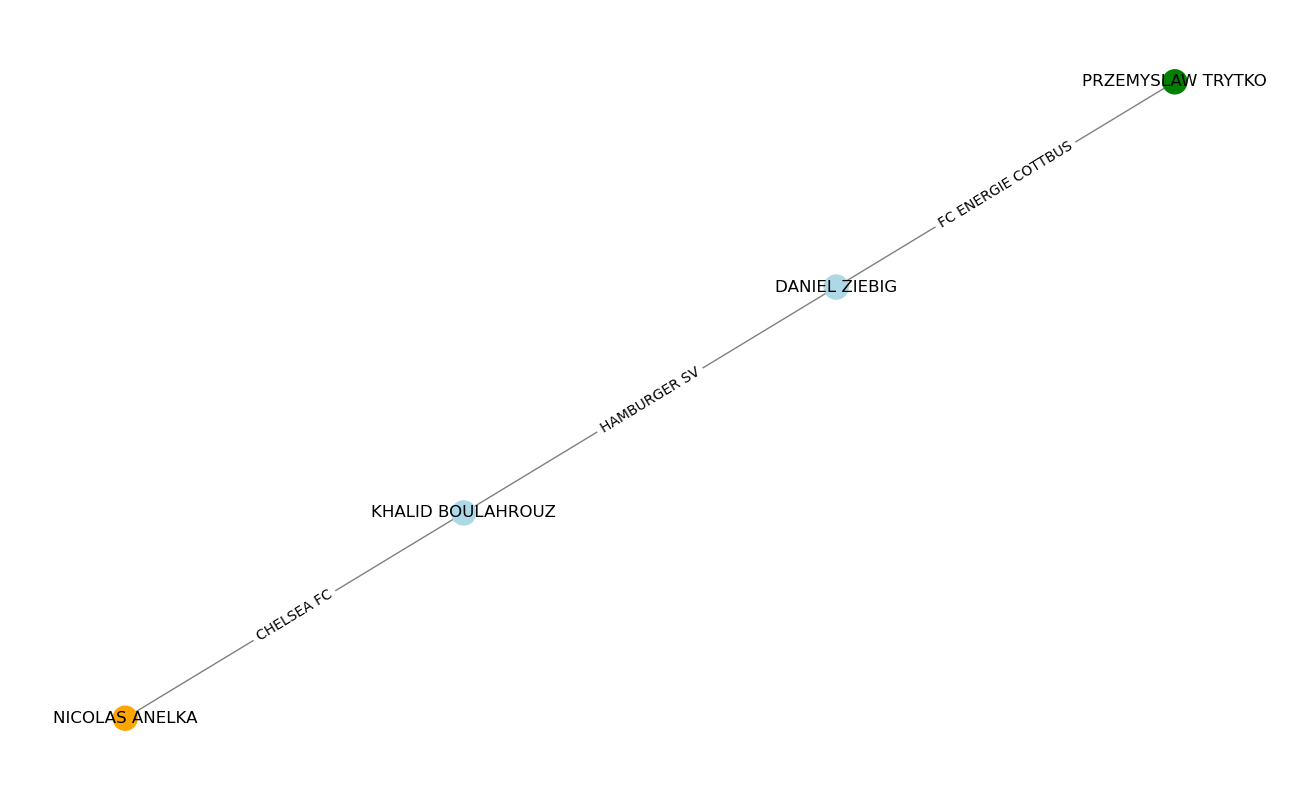 PRZEMYSLAW TRYTKO
FC ENERGIE COTTBUS
DANIEL ZIEBIG
HAMBURGER SV
KHALID BOULAHROUZ
CHELSEA FC
NICOLAS ANELKA